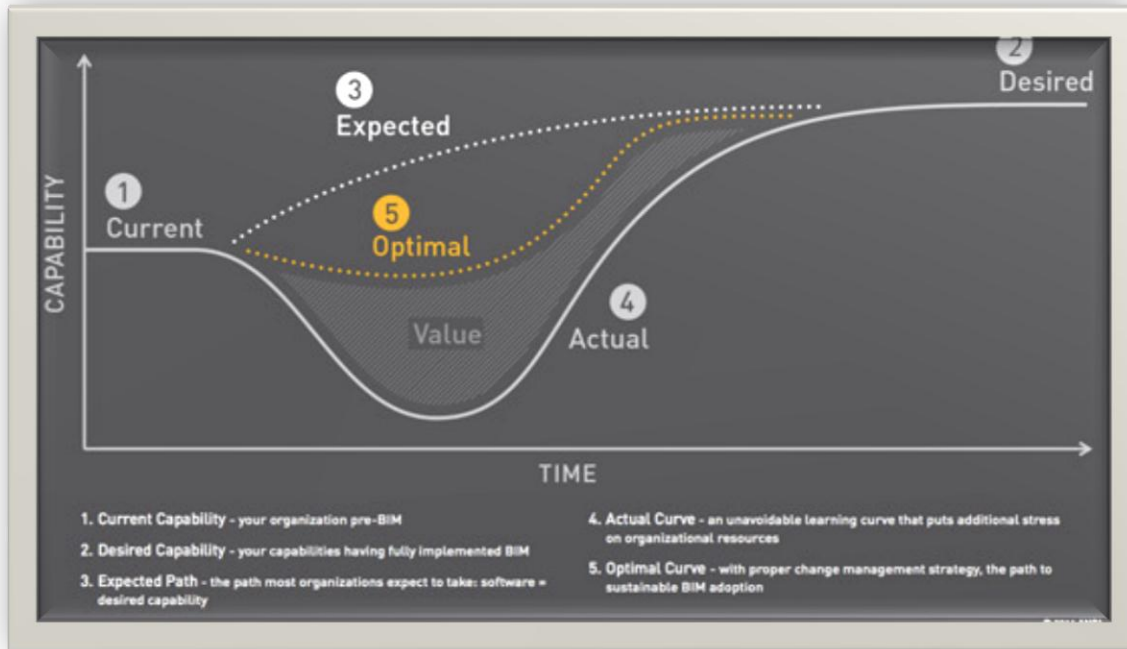 2
Desired
3
Expected
1
Current
5
Optimal
4
Actual
Value
CAPABILITY
TIME
1. Current Capability - your organization pre-BIM
2. Desired Capability - your capabilities having fully implemented BIM
3. Expected Path - the path most organizations expect to take: software =
desired capability
4. Actual Curve - an unavoidable learning curve that puts additional stress
on organizational resources
5. Optimal Curve - with proper change management strategy, the path to
sustainable BIM adoption